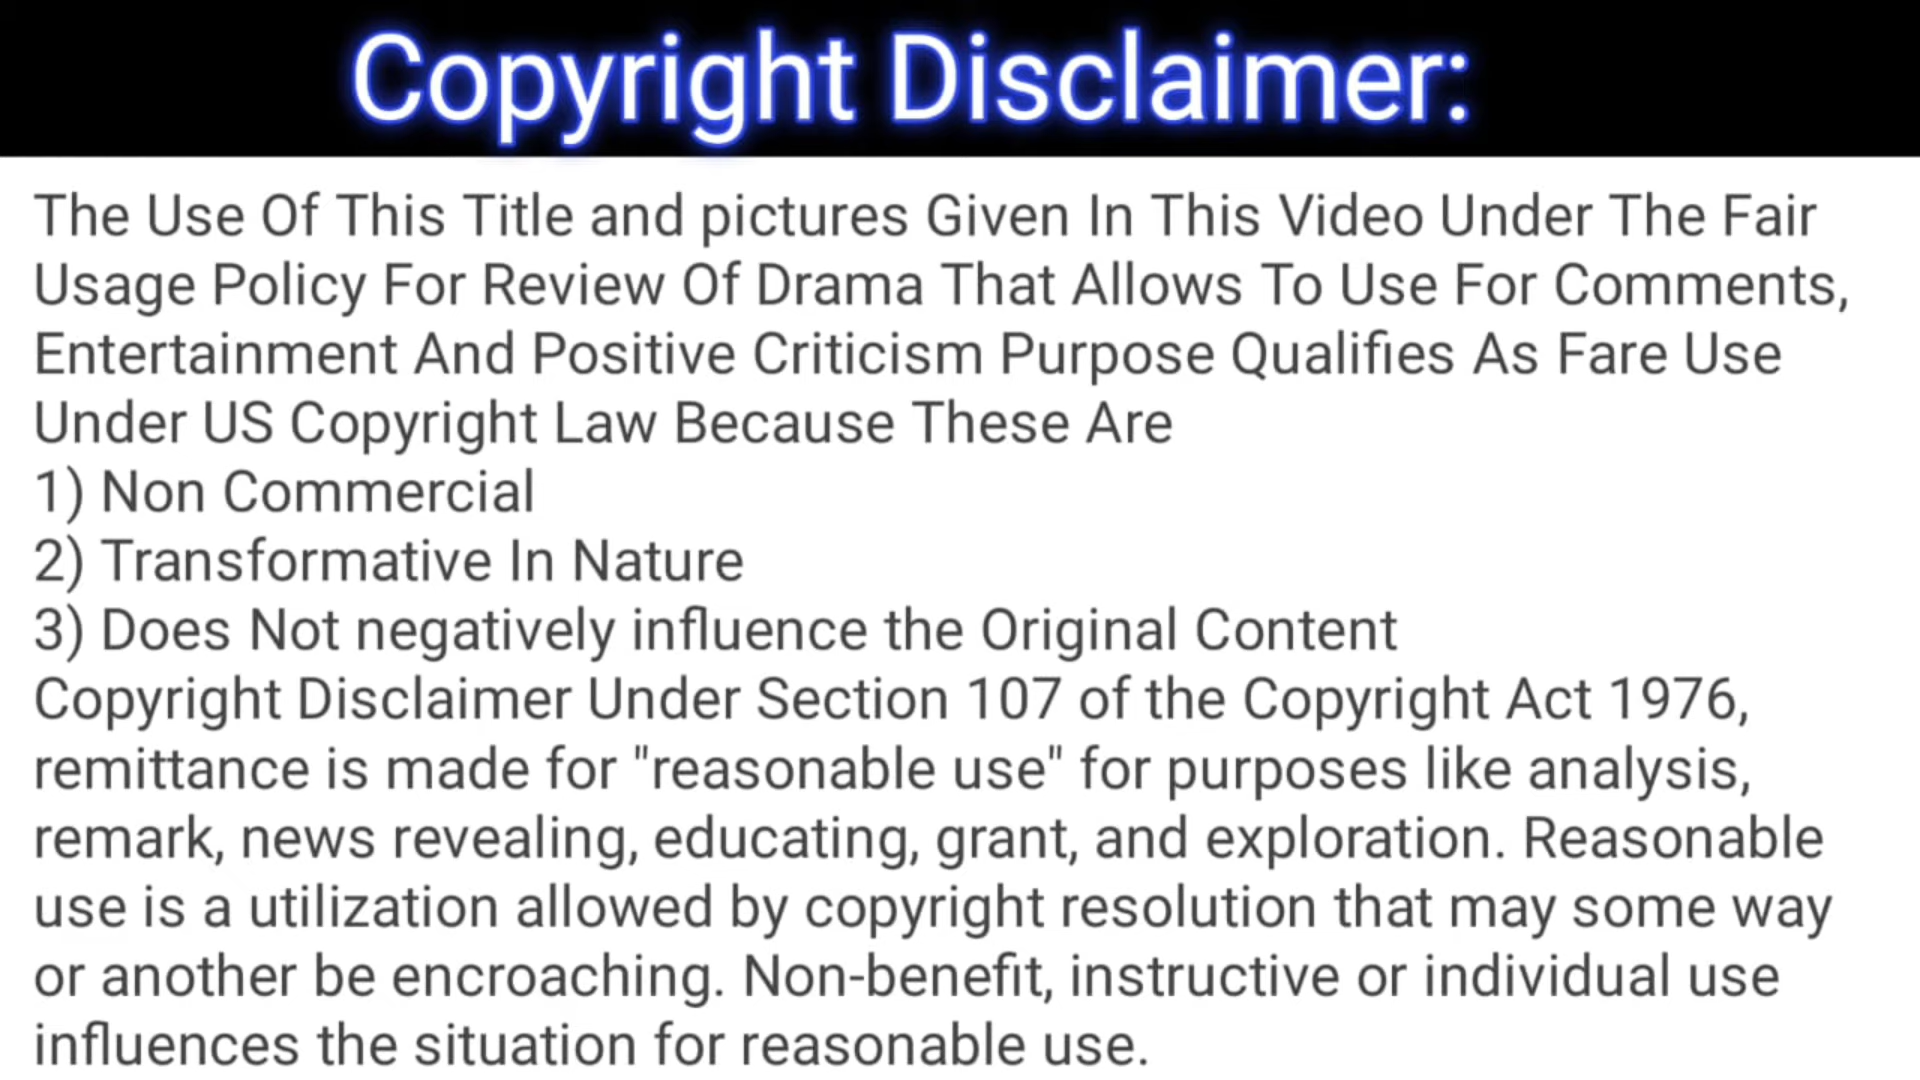 Copyright Disclaimer:
The Use Of This Title and pictures Given In This Video Under The Fair
Usage Policy For Review Of Drama That Allows To Use For Comments,
Entertainment And Positive Criticism Purpose Qualifies As Fare Use
Under US Copyright Law Because These Are
1) Non Commercial
2) Transformative In Nature
3) Does Not negatively influence the Original Content
Copyright Disclaimer Under Section 107 of the Copyright Act 1976,
remittance is made for "reasonable use" for purposes like analysis,
remark, news revealing, educating, grant, and exploration. Reasonable
use is a utilization allowed by copyright resolution that may some way
or another be encroaching. Non-benefit, instructive or individual use
influences the situation for reasonable use.